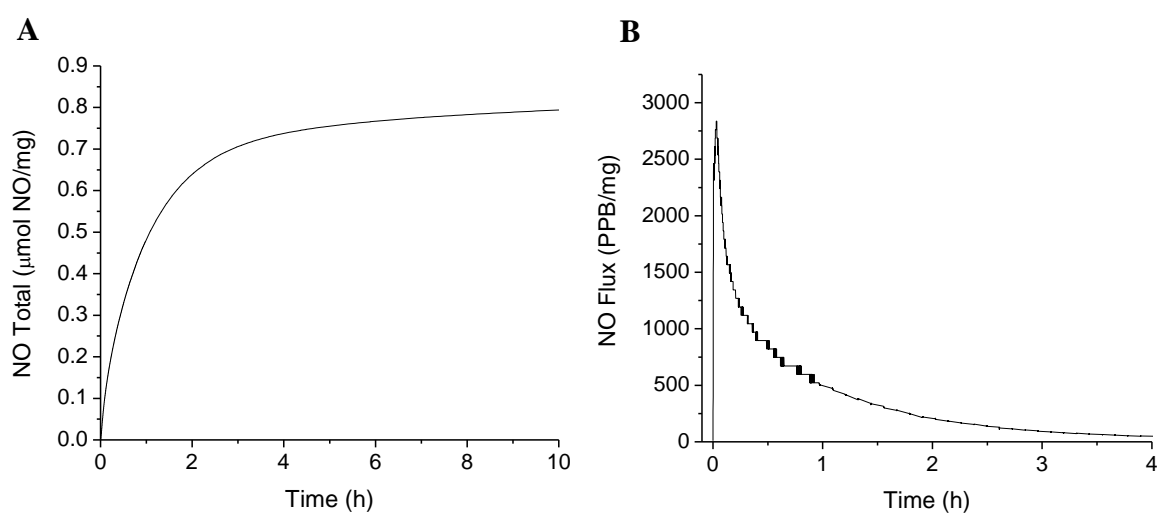 A
NO Total (μmol NO/mg)
0.9
0.8
0.7
0.6
0.5
0.4
0.3
0.2
0.1
0.0
0 2 4 6 8 10
Time (h)
B
NO Flux (PPB/mg)
3000
2500
2000
1500
1000
500
0
0 1 2 3 4
Time (h)